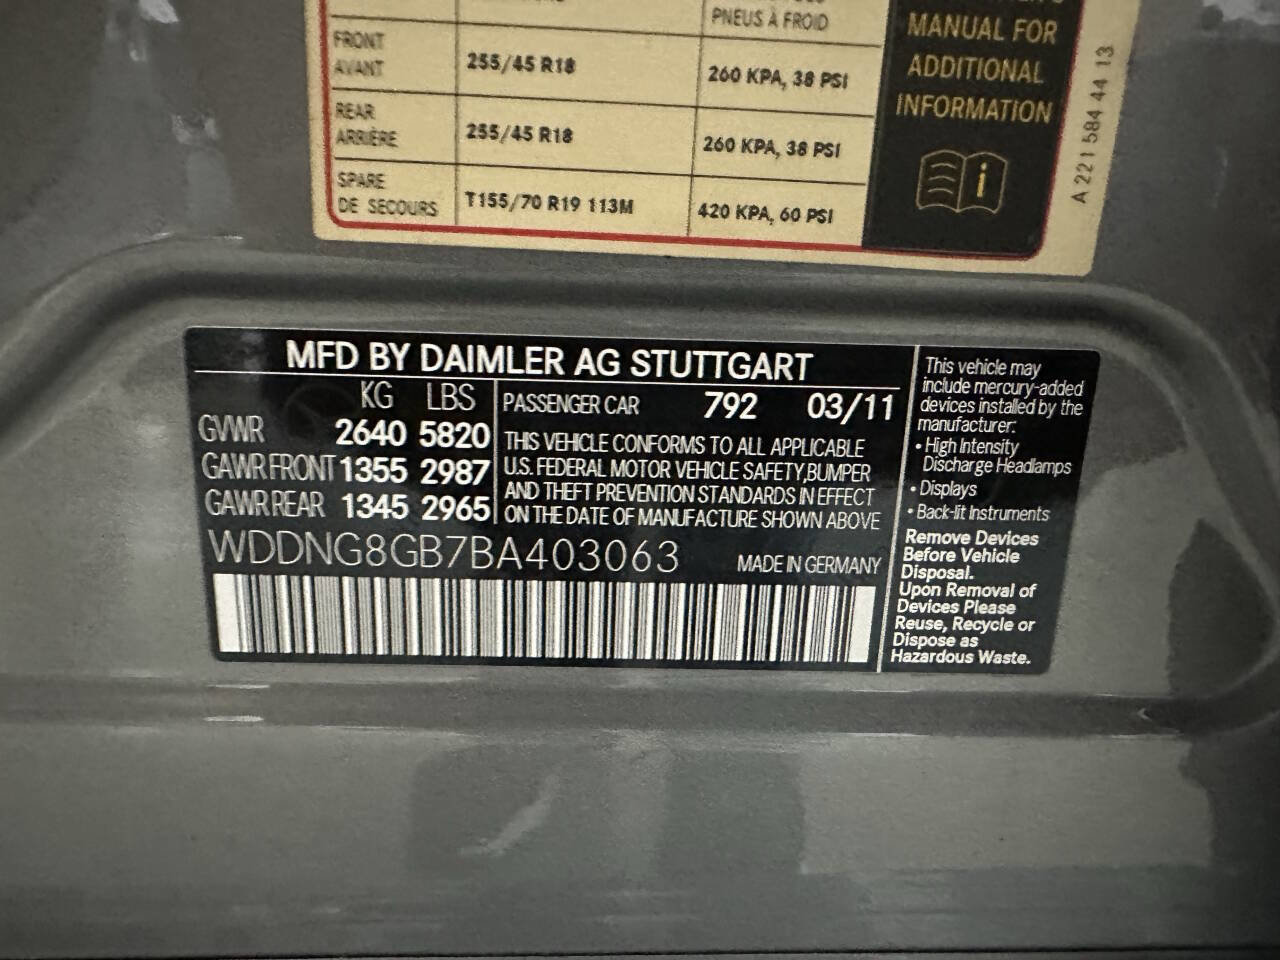 PNEUS À FROID
FRONT
AVANT
255/45 R18
260 KPA, 38 PSI
REAR
ARRIÈRE
255/45 R18
260 KPA, 38 PSI
SPARE
DE SECOURS
T155/70 R19 113M
420 KPA, 60 PSI
MANUAL FOR
ADDITIONAL
INFORMATION
i
A 221 584 44 13
MFD BY DAIMLER AG STUTTGART
KG LBS
GVWR 2640 5820
GAWR FRONT 1355 2987
GAWR REAR 1345 2965
PASSENGER CAR 792 03/11
THIS VEHICLE CONFORMS TO ALL APPLICABLE
U.S. FEDERAL MOTOR VEHICLE SAFETY,BUMPER
AND THEFT PREVENTION STANDARDS IN EFFECT
ON THE DATE OF MANUFACTURE SHOWN ABOVE
WDDNG8GB7BA403063
MADE IN GERMANY
This vehicle may
include mercury-added
devices installed by the
manufacturer:
• High Intensity
Discharge Headlamps
• Displays
• Back-lit Instruments
Remove Devices
Before Vehicle
Disposal.
Upon Removal of
Devices Please
Reuse, Recycle or
Dispose as
Hazardous Waste.